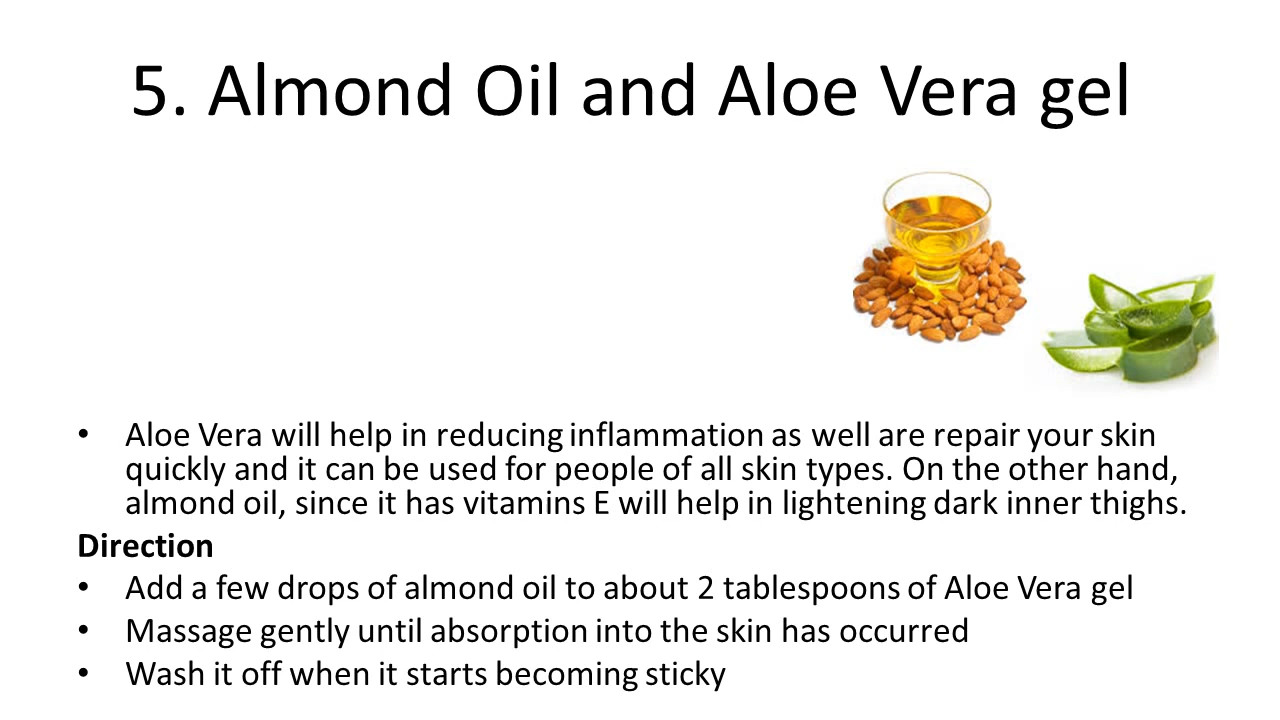 5. Almond Oil and Aloe Vera gel
• Aloe Vera will help in reducing inflammation as well are repair your skin
quickly and it can be used for people of all skin types. On the other hand,
almond oil, since it has vitamins E will help in lightening dark inner thighs.
Direction
• Add a few drops of almond oil to about 2 tablespoons of Aloe Vera gel
• Massage gently until absorption into the skin has occurred
• Wash it off when it starts becoming sticky